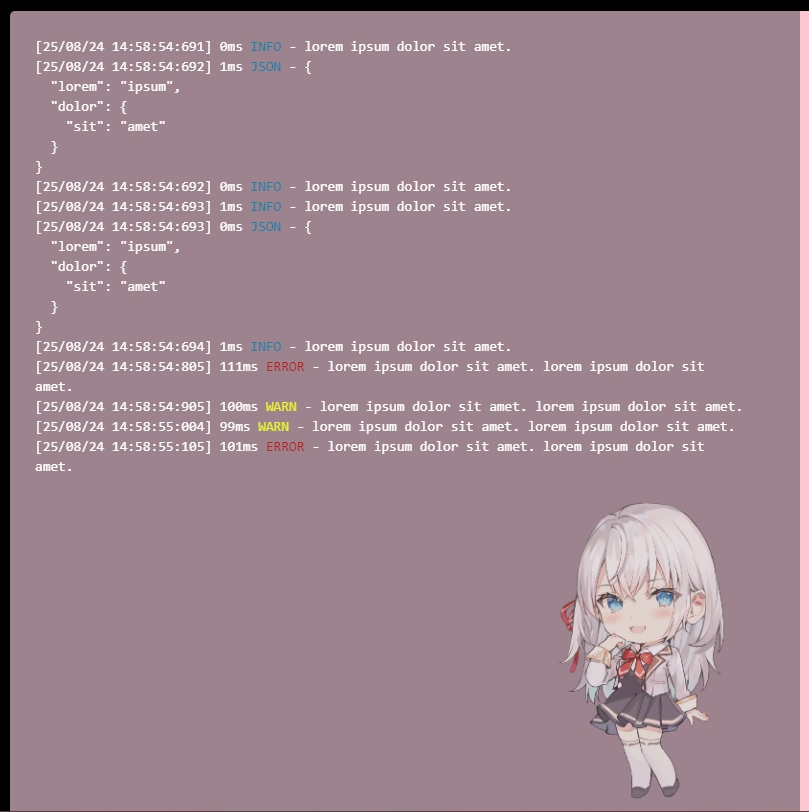 [25/08/24 14:58:54:691] 0ms INFO - lorem ipsum dolor sit amet.
[25/08/24 14:58:54:692] 1ms JSON - {
  "lorem": "ipsum",
  "dolor": {
    "sit": "amet"
  }
}
[25/08/24 14:58:54:692] 0ms INFO - lorem ipsum dolor sit amet.
[25/08/24 14:58:54:693] 1ms INFO - lorem ipsum dolor sit amet.
[25/08/24 14:58:54:693] 0ms JSON - {
  "lorem": "ipsum",
  "dolor": {
    "sit": "amet"
  }
}
[25/08/24 14:58:54:694] 1ms INFO - lorem ipsum dolor sit amet.
[25/08/24 14:58:54:805] 111ms ERROR - lorem ipsum dolor sit amet. lorem ipsum dolor sit
amet.
[25/08/24 14:58:54:905] 100ms WARN - lorem ipsum dolor sit amet. lorem ipsum dolor sit amet.
[25/08/24 14:58:55:004] 99ms WARN - lorem ipsum dolor sit amet. lorem ipsum dolor sit amet.
[25/08/24 14:58:55:105] 101ms ERROR - lorem ipsum dolor sit amet. lorem ipsum dolor sit
amet.